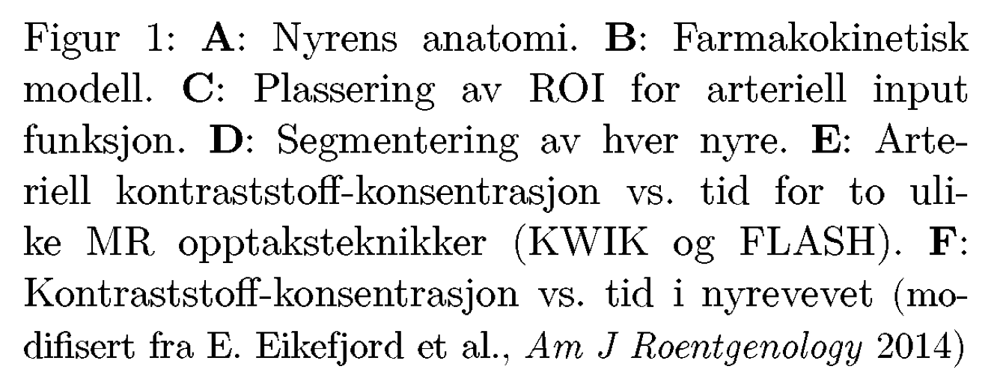 Figur 1: A: Nyrens anatomi. B: Farmakokinetisk
modell. C: Plassering av ROI for arteriell input
funksjon. D: Segmentering av hver nyre. E: Arte-
riell kontraststoff-konsentrasjon vs. tid for to uli-
ke MR opptaksteknikker (KWIK og FLASH). F:
Kontraststoff-konsentrasjon vs. tid i nyrevevet (mo-
difisert fra E. Eikefjord et al., Am J Roentgenology 2014)